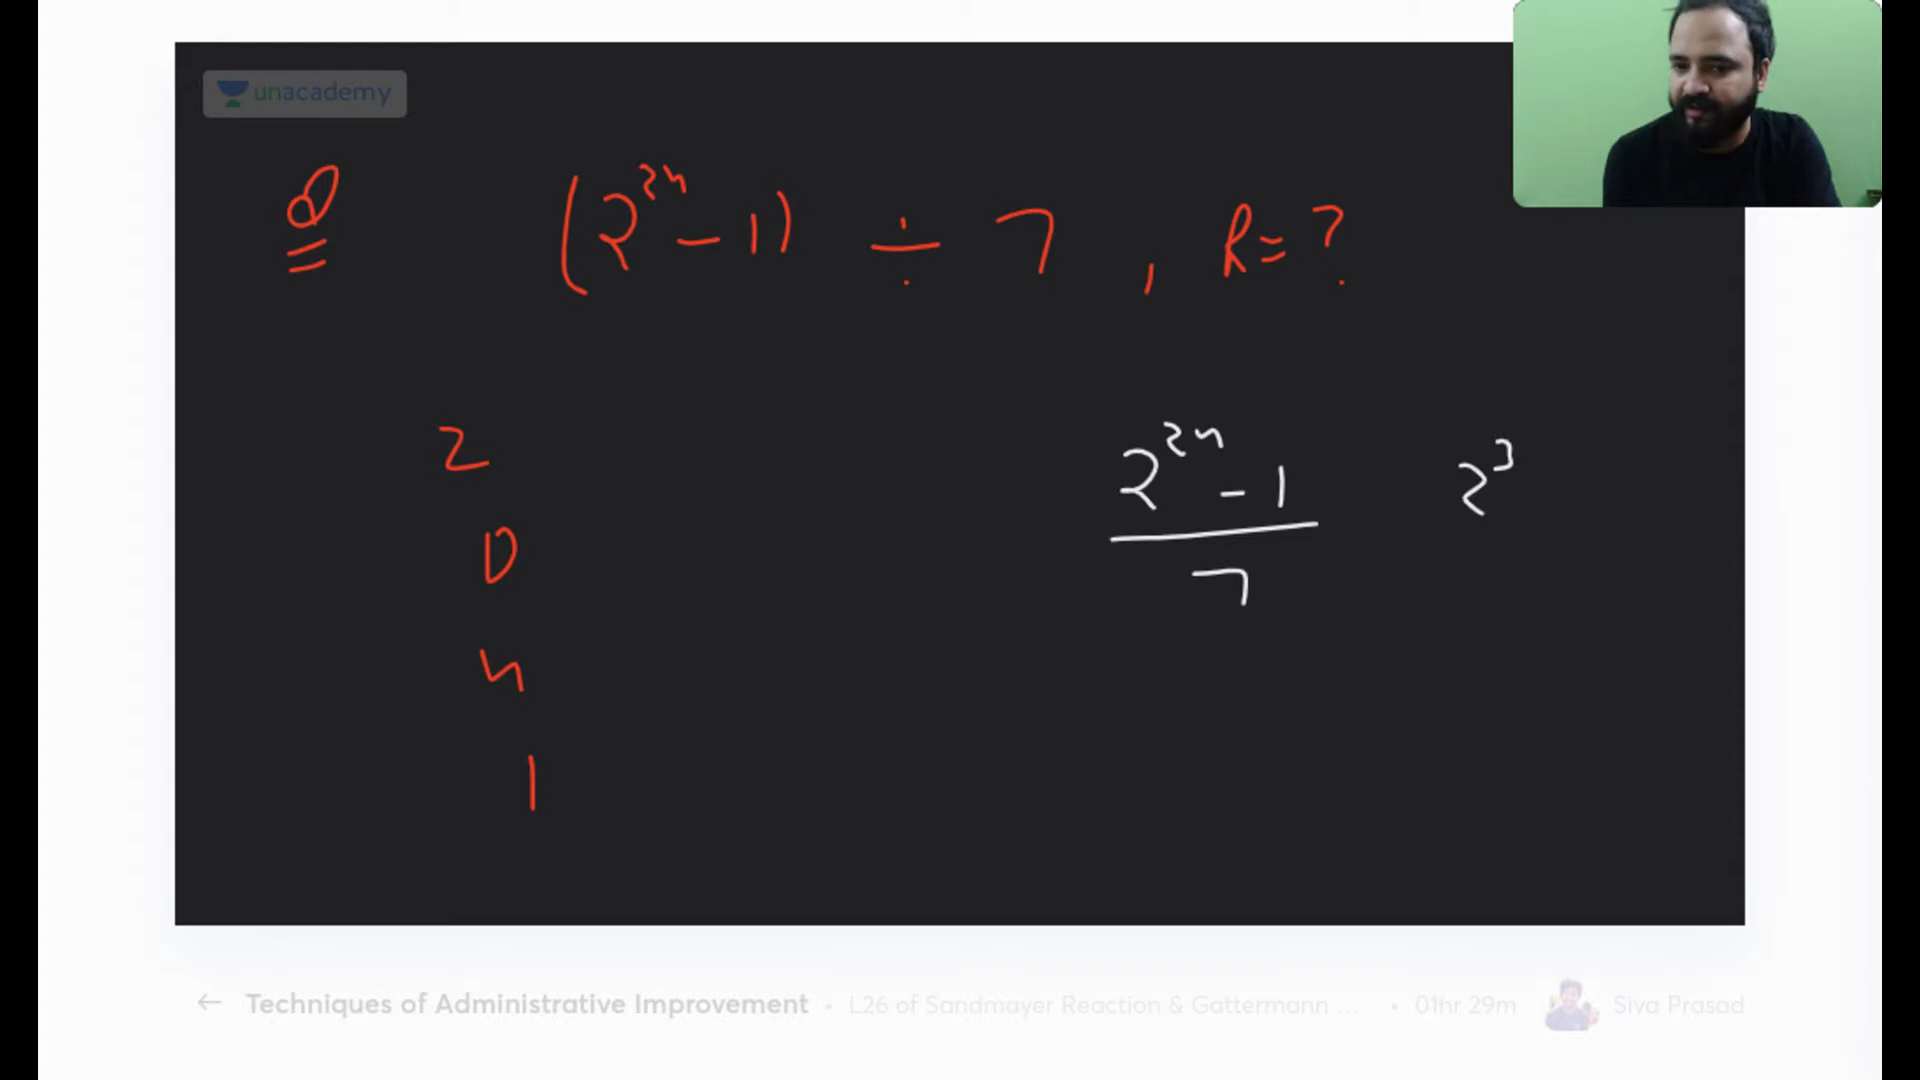 unacademy
Q (2^24 - 1) ÷ 7 , R = ?
2
0
4
1
2^24 - 1
7
2^3
← Techniques of Administrative Improvement • L26 of Sandmayer Reaction & Gattermann ... • 01hr 29m Siva Prasad